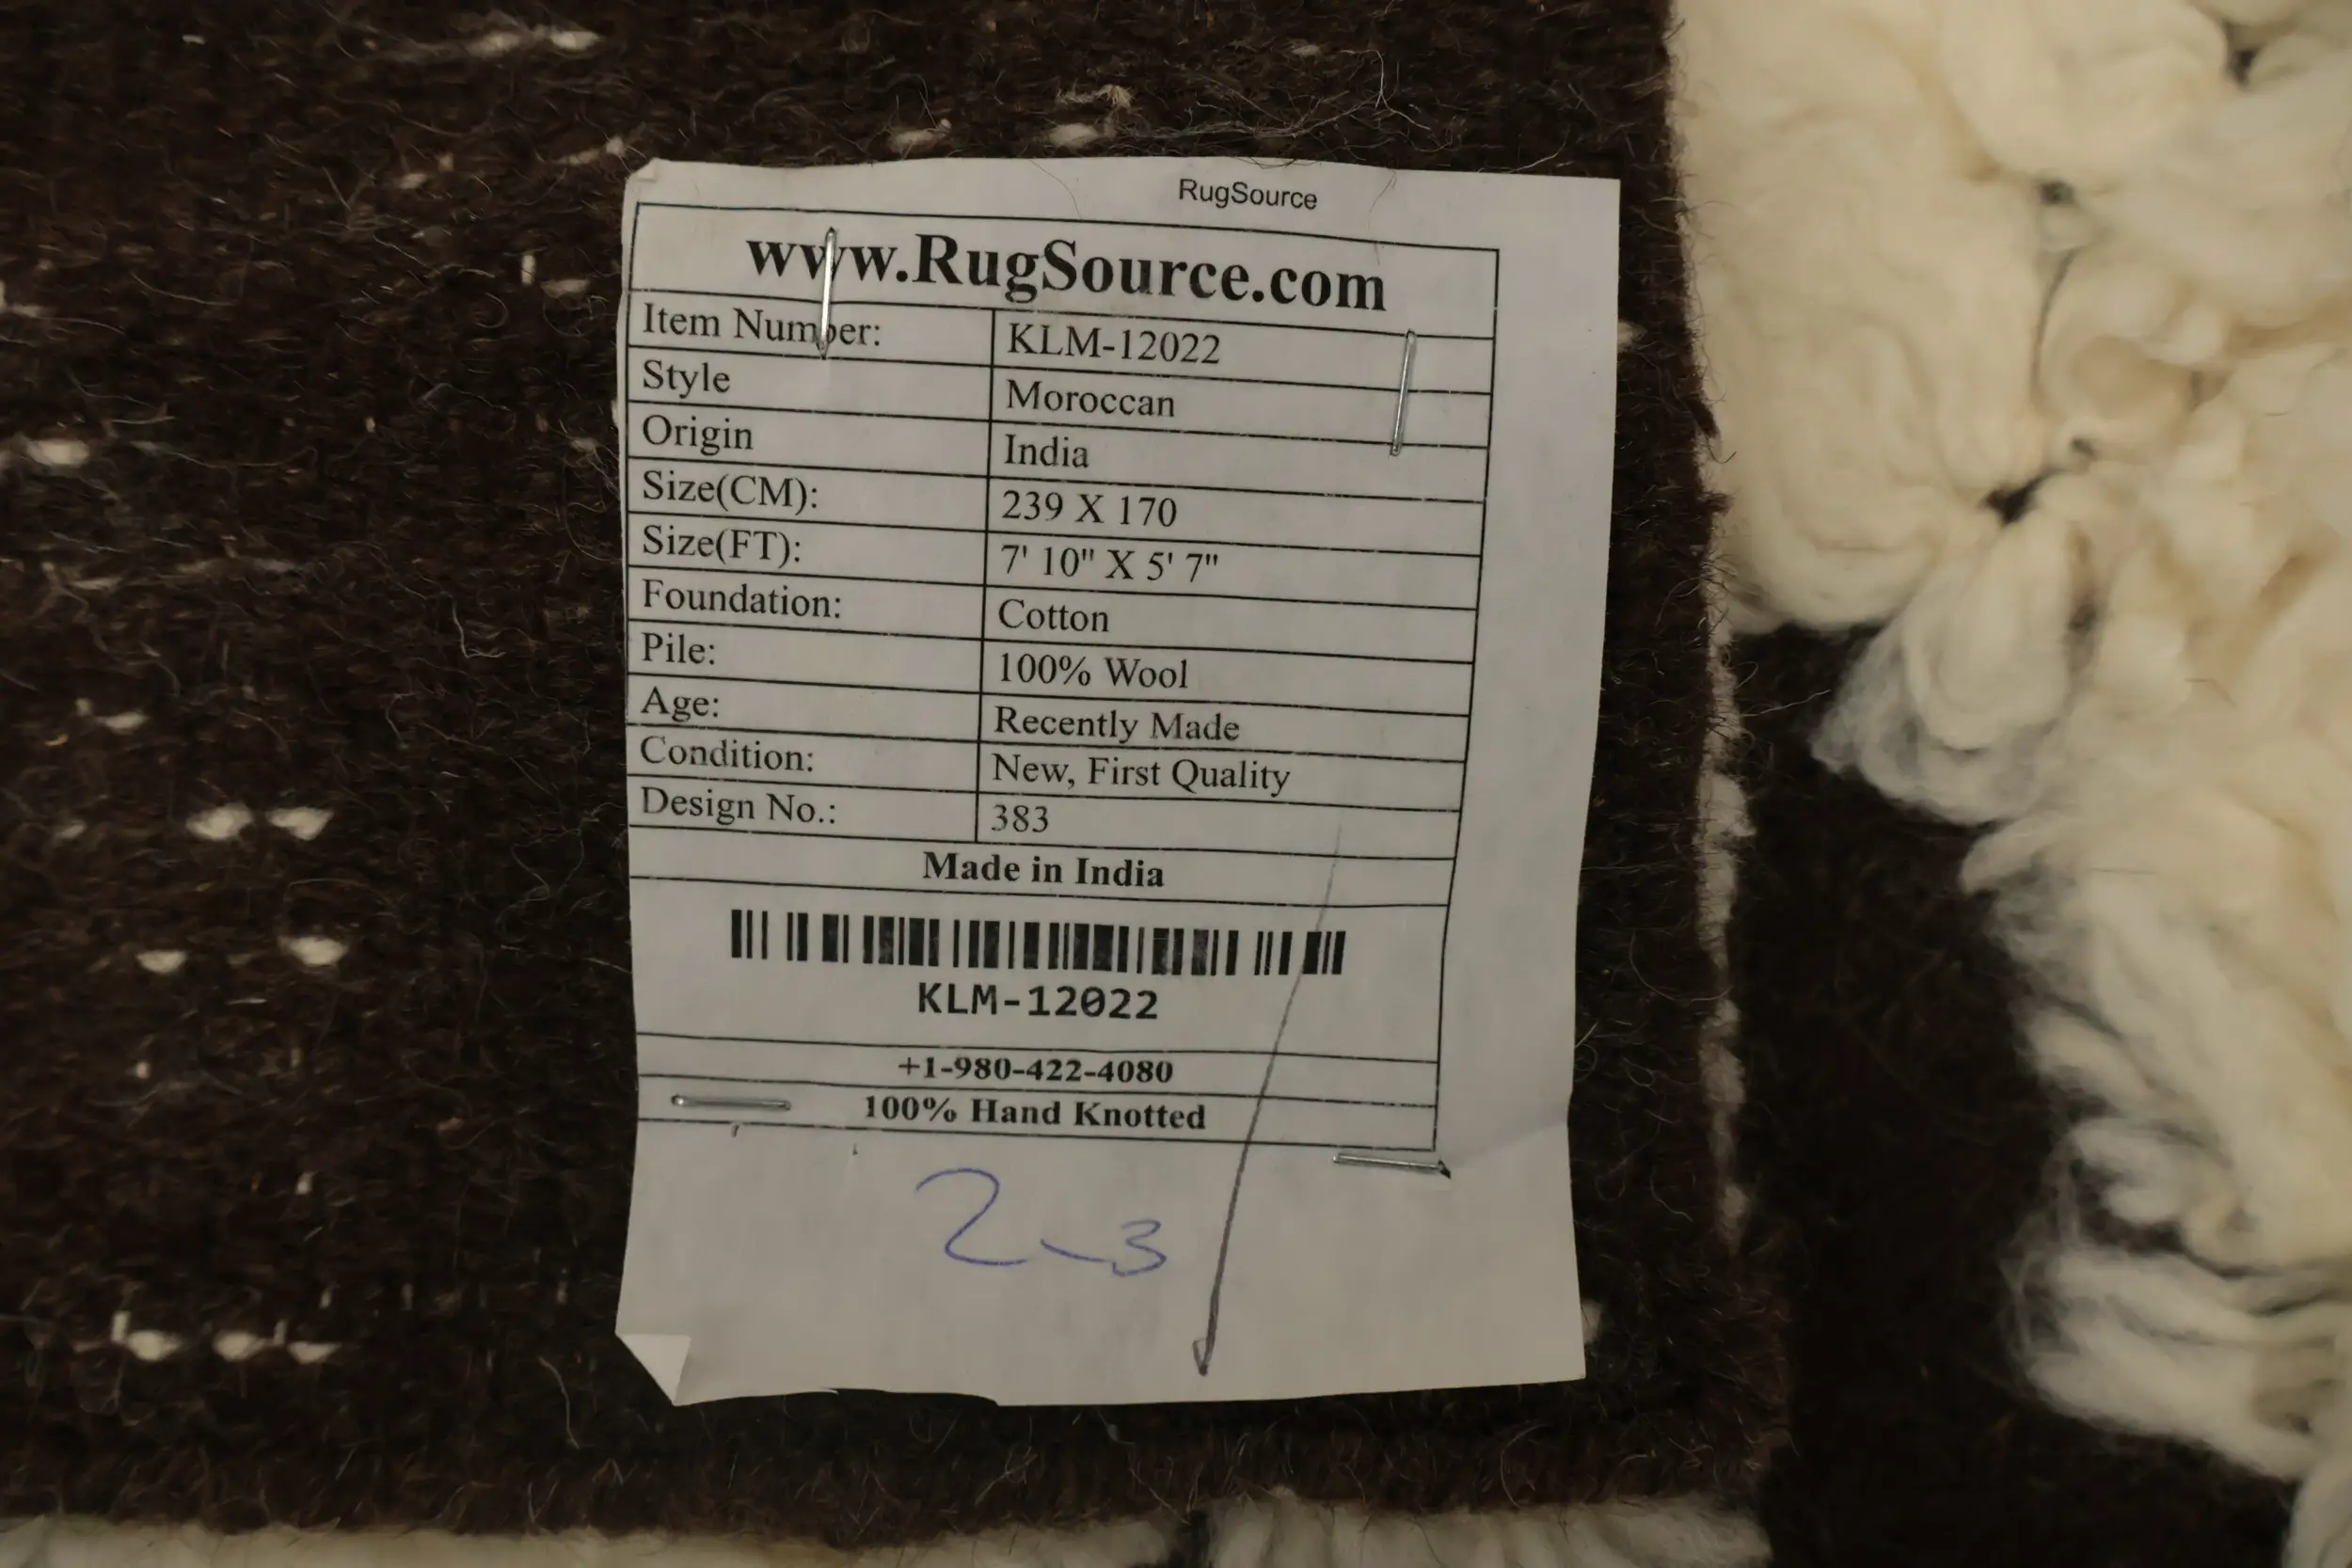 RugSource
www.RugSource.com
Item Number: KLM-12022
Style Moroccan
Origin India
Size(CM): 239 X 170
Size(FT): 7' 10" X 5' 7"
Foundation: Cotton
Pile: 100% Wool
Age: Recently Made
Condition: New, First Quality
Design No.: 383
Made in India
KLM-12022
+1-980-422-4080
100% Hand Knotted
2-3